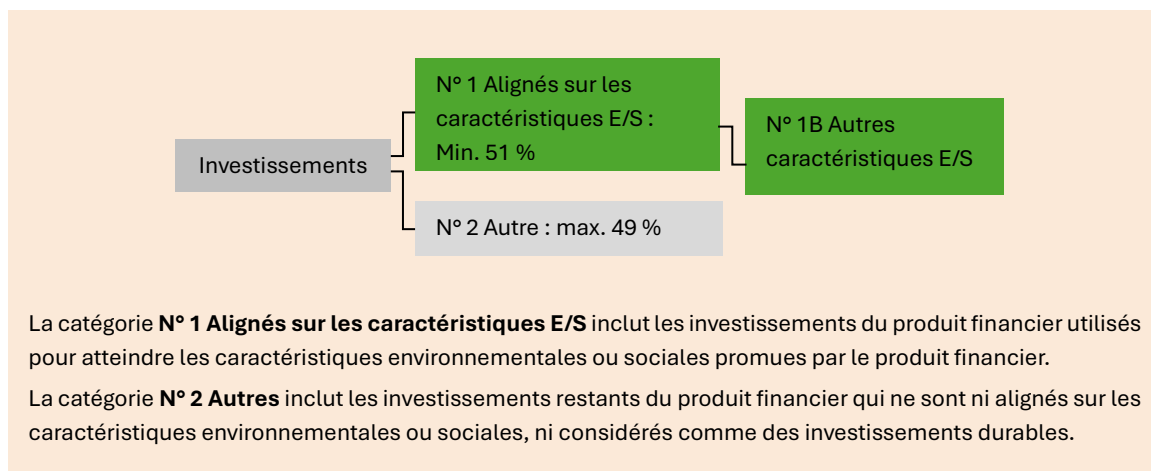 N° 1 Alignés sur les
caractéristiques E/S :
Min. 51 %
N° 1B Autres
caractéristiques E/S
Investissements
N° 2 Autre : max. 49 %
La catégorie N° 1 Alignés sur les caractéristiques E/S inclut les investissements du produit financier utilisés
pour atteindre les caractéristiques environnementales ou sociales promues par le produit financier.
La catégorie N° 2 Autres inclut les investissements restants du produit financier qui ne sont ni alignés sur les
caractéristiques environnementales ou sociales, ni considérés comme des investissements durables.